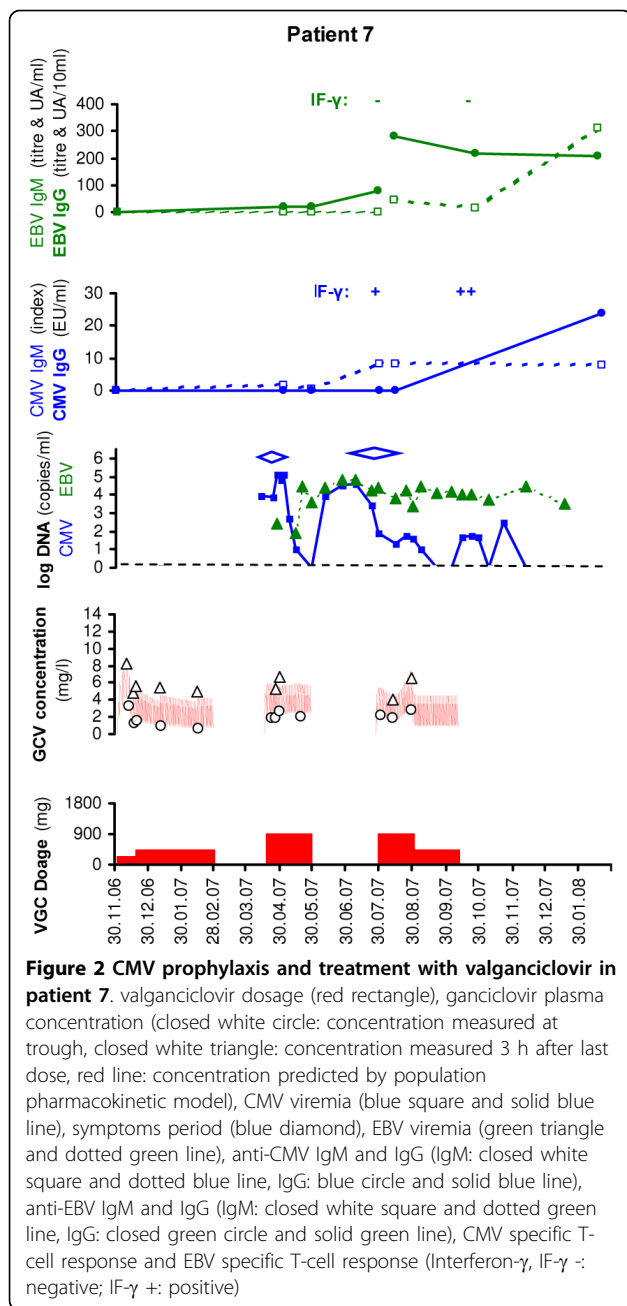 Patient 7
IF-γ: - -
EBV IgM (titre & UA/ml)
EBV IgG (titre & UA/10ml)
400
300
200
100
0
IF-γ: + ++
CMV IgM (index)
CMV IgG (EU/ml)
30
20
10
0
log DNA (copies/ml)
CMV EBV
6
5
4
3
2
1
0
GCV concentration
(mg/l)
14
12
10
8
6
4
2
0
VGC Doage (mg)
1800
900
0
30.11.06
30.12.06
30.01.07
28.02.07
30.03.07
30.04.07
30.05.07
30.06.07
30.07.07
30.08.07
30.09.07
30.10.07
30.11.07
30.12.07
30.01.08
Figure 2 CMV prophylaxis and treatment with valganciclovir in
patient 7. valganciclovir dosage (red rectangle), ganciclovir plasma
concentration (closed white circle: concentration measured at
trough, closed white triangle: concentration measured 3 h after last
dose, red line: concentration predicted by population
pharmacokinetic model), CMV viremia (blue square and solid blue
line), symptoms period (blue diamond), EBV viremia (green triangle
and dotted green line), anti-CMV IgM and IgG (IgM: closed white
square and dotted blue line, IgG: blue circle and solid blue line),
anti-EBV IgM and IgG (IgM: closed white square and dotted green
line, IgG: closed green circle and solid green line), CMV specific T-
cell response and EBV specific T-cell response (Interferon-γ, IF-γ -:
negative; IF-γ +: positive)